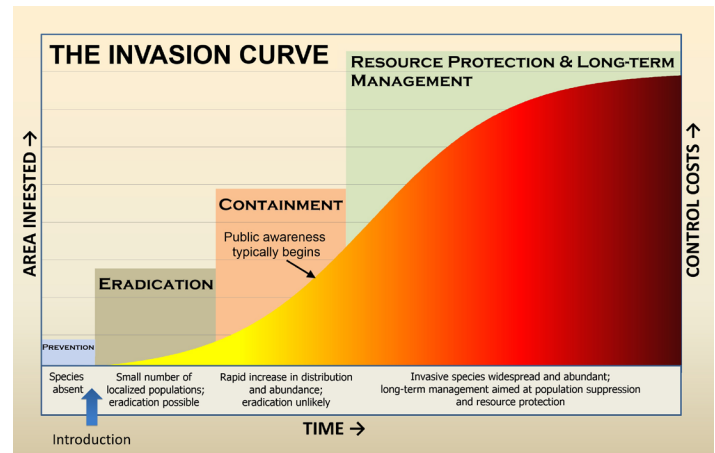 THE INVASION CURVE
RESOURCE PROTECTION & LONG-TERM
MANAGEMENT
CONTAINMENT
Public awareness
typically begins
ERADICATION
PREVENTION
AREA INFESTED →
CONTROL COSTS →
Species
absent
Small number of
localized populations;
eradication possible
Rapid increase in distribution
and abundance;
eradication unlikely
Invasive species widespread and abundant;
long-term management aimed at population suppression
and resource protection
Introduction
TIME →